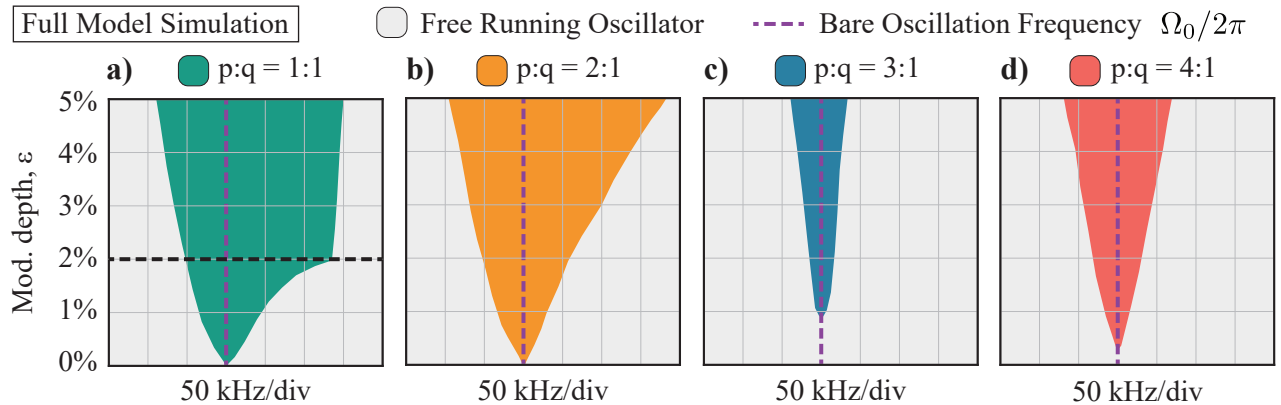 Full Model Simulation
Free Running Oscillator
Bare Oscillation Frequency Ω₀/2π
a) p:q = 1:1
b) p:q = 2:1
c) p:q = 3:1
d) p:q = 4:1
Mod. depth, ε
5%
4%
3%
2%
1%
0%
50 kHz/div
50 kHz/div
50 kHz/div
50 kHz/div